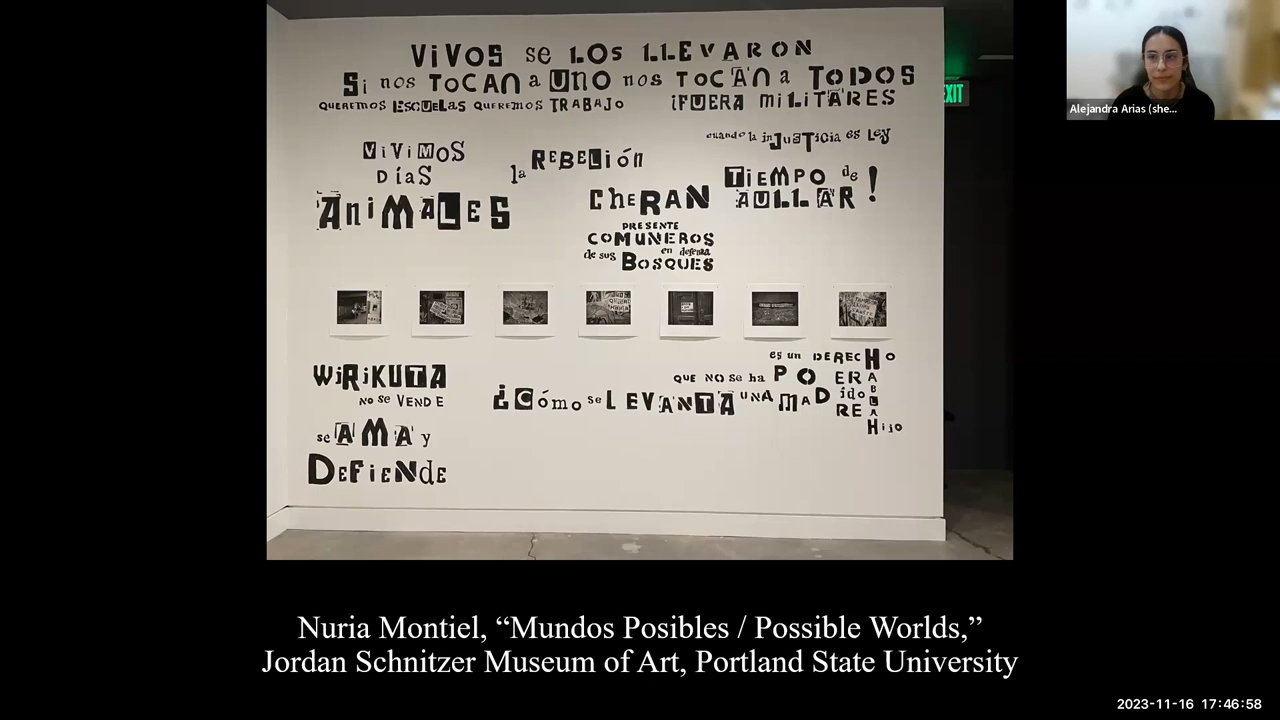 ViVOS se LOS LLEVARON
Si nos TOCAN a UNO nos TOCAN a TODOS
QUEREMOS ESCUELAS QUEREMOS TRABAJO ¡FUERA MILITARES
cuando la inJusTicia es Ley
ViViMOS
DíaS
AniMALES
la REBELión
TiEMPO de
AULLAR!
CheRAN
PRESENTE
COMUNEROS
de sus en defensa
BOSQUES
WiRiKUTA
NO se VENDE
se AMA y
DEFiENDE
es un DERECHO
QUE NO se ha PODido
¿Cómo se LEVANTA UNA MADRE
ERA
HABLA
Hijo
EXIT
Alejandra Arias (she...
Nuria Montiel, “Mundos Posibles / Possible Worlds,”
Jordan Schnitzer Museum of Art, Portland State University
2023-11-16 17:46:58